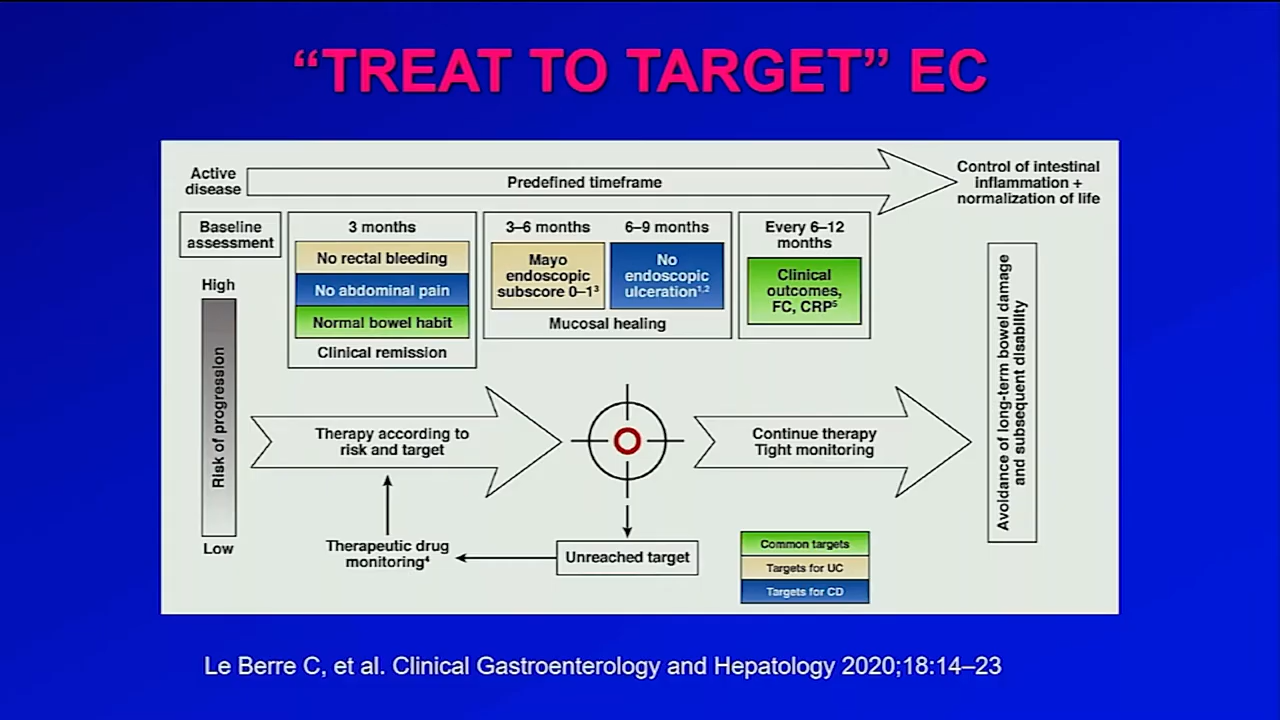 “TREAT TO TARGET” EC
Active
disease
Predefined timeframe
Control of intestinal
inflammation +
normalization of life
Baseline
assessment
3 months
No rectal bleeding
No abdominal pain
Normal bowel habit
Clinical remission
3–6 months
Mayo
endoscopic
subscore 0–1³
6–9 months
No
endoscopic
ulceration¹,²
Mucosal healing
Every 6–12
months
Clinical
outcomes,
FC, CRP⁵
High
Risk of progression
Low
Therapy according to
risk and target
Continue therapy
Tight monitoring
Avoidance of long-term bowel damage
and subsequent disability
Therapeutic drug
monitoring⁴
Unreached target
Common targets
Targets for UC
Targets for CD
Le Berre C, et al. Clinical Gastroenterology and Hepatology 2020;18:14–23